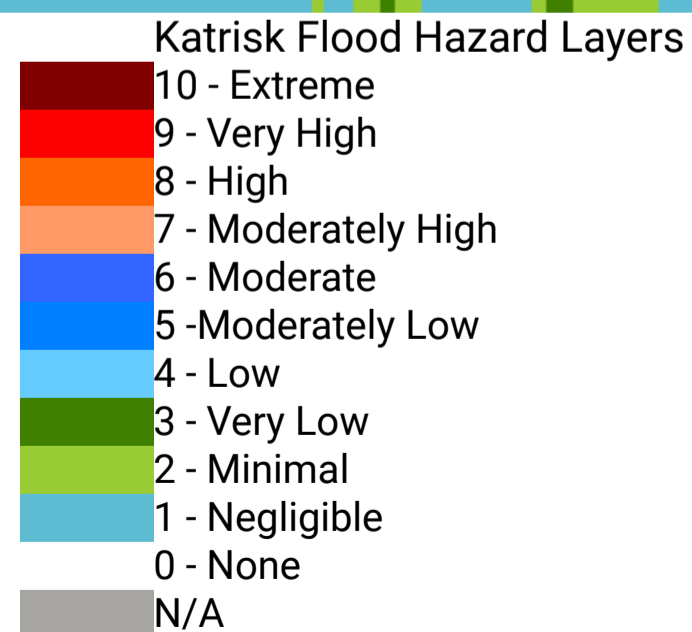 Katrisk Flood Hazard Layers
10 - Extreme
9 - Very High
8 - High
7 - Moderately High
6 - Moderate
5 -Moderately Low
4 - Low
3 - Very Low
2 - Minimal
1 - Negligible
0 - None
N/A